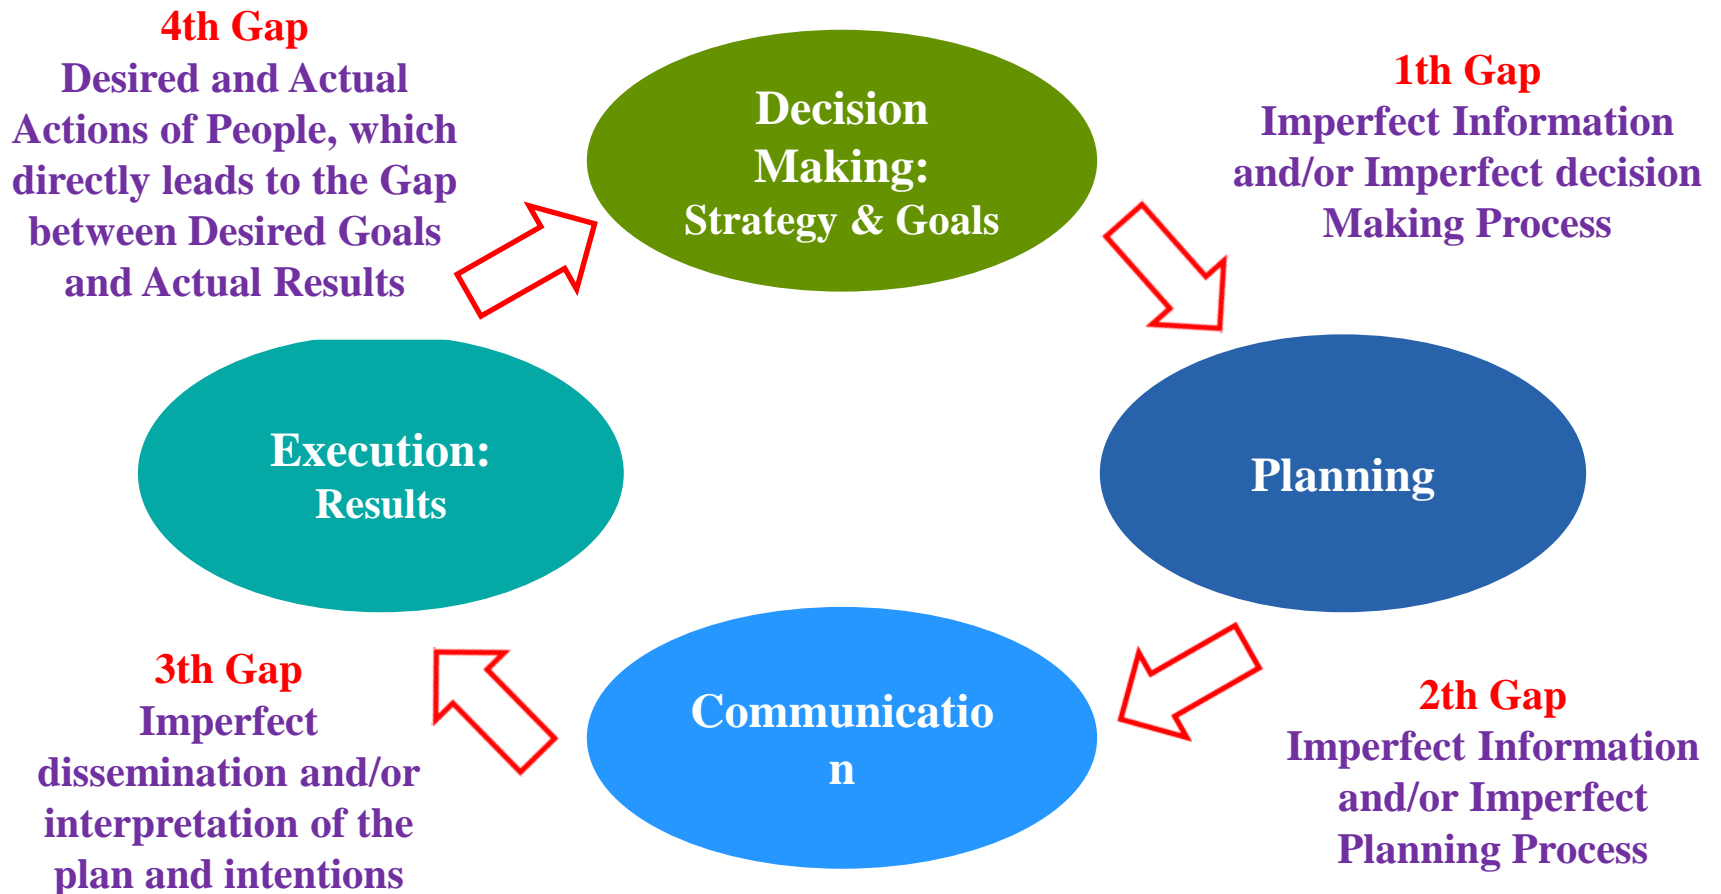 4th Gap
Desired and Actual
Actions of People, which
directly leads to the Gap
between Desired Goals
and Actual Results
Decision
Making:
Strategy & Goals
1th Gap
Imperfect Information
and/or Imperfect decision
Making Process
Execution:
Results
Planning
3th Gap
Imperfect
dissemination and/or
interpretation of the
plan and intentions
Communicatio
n
2th Gap
Imperfect Information
and/or Imperfect
Planning Process